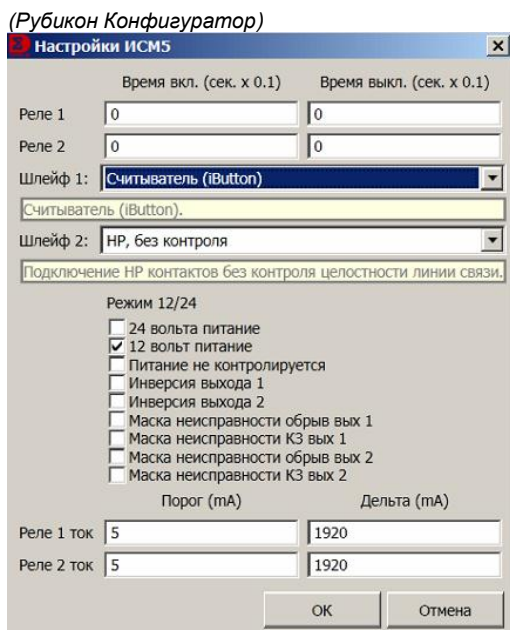 (Рубикон Конфигуратор)
Настройки ИСМ5
Время вкл. (сек. х 0.1) Время выкл. (сек. х 0.1)
Реле 1 0 0
Реле 2 0 0
Шлейф 1: Считыватель (iButton)
Считыватель (iButton).
Шлейф 2: НР, без контроля
Подключение НР контактов без контроля целостности линии связи.
Режим 12/24
24 вольта питание
12 вольт питание
Питание не контролируется
Инверсия выхода 1
Инверсия выхода 2
Маска неисправности обрыв вых 1
Маска неисправности КЗ вых 1
Маска неисправности обрыв вых 2
Маска неисправности КЗ вых 2
Порог (mA) Дельта (mA)
Реле 1 ток 5 1920
Реле 2 ток 5 1920
OK Отмена